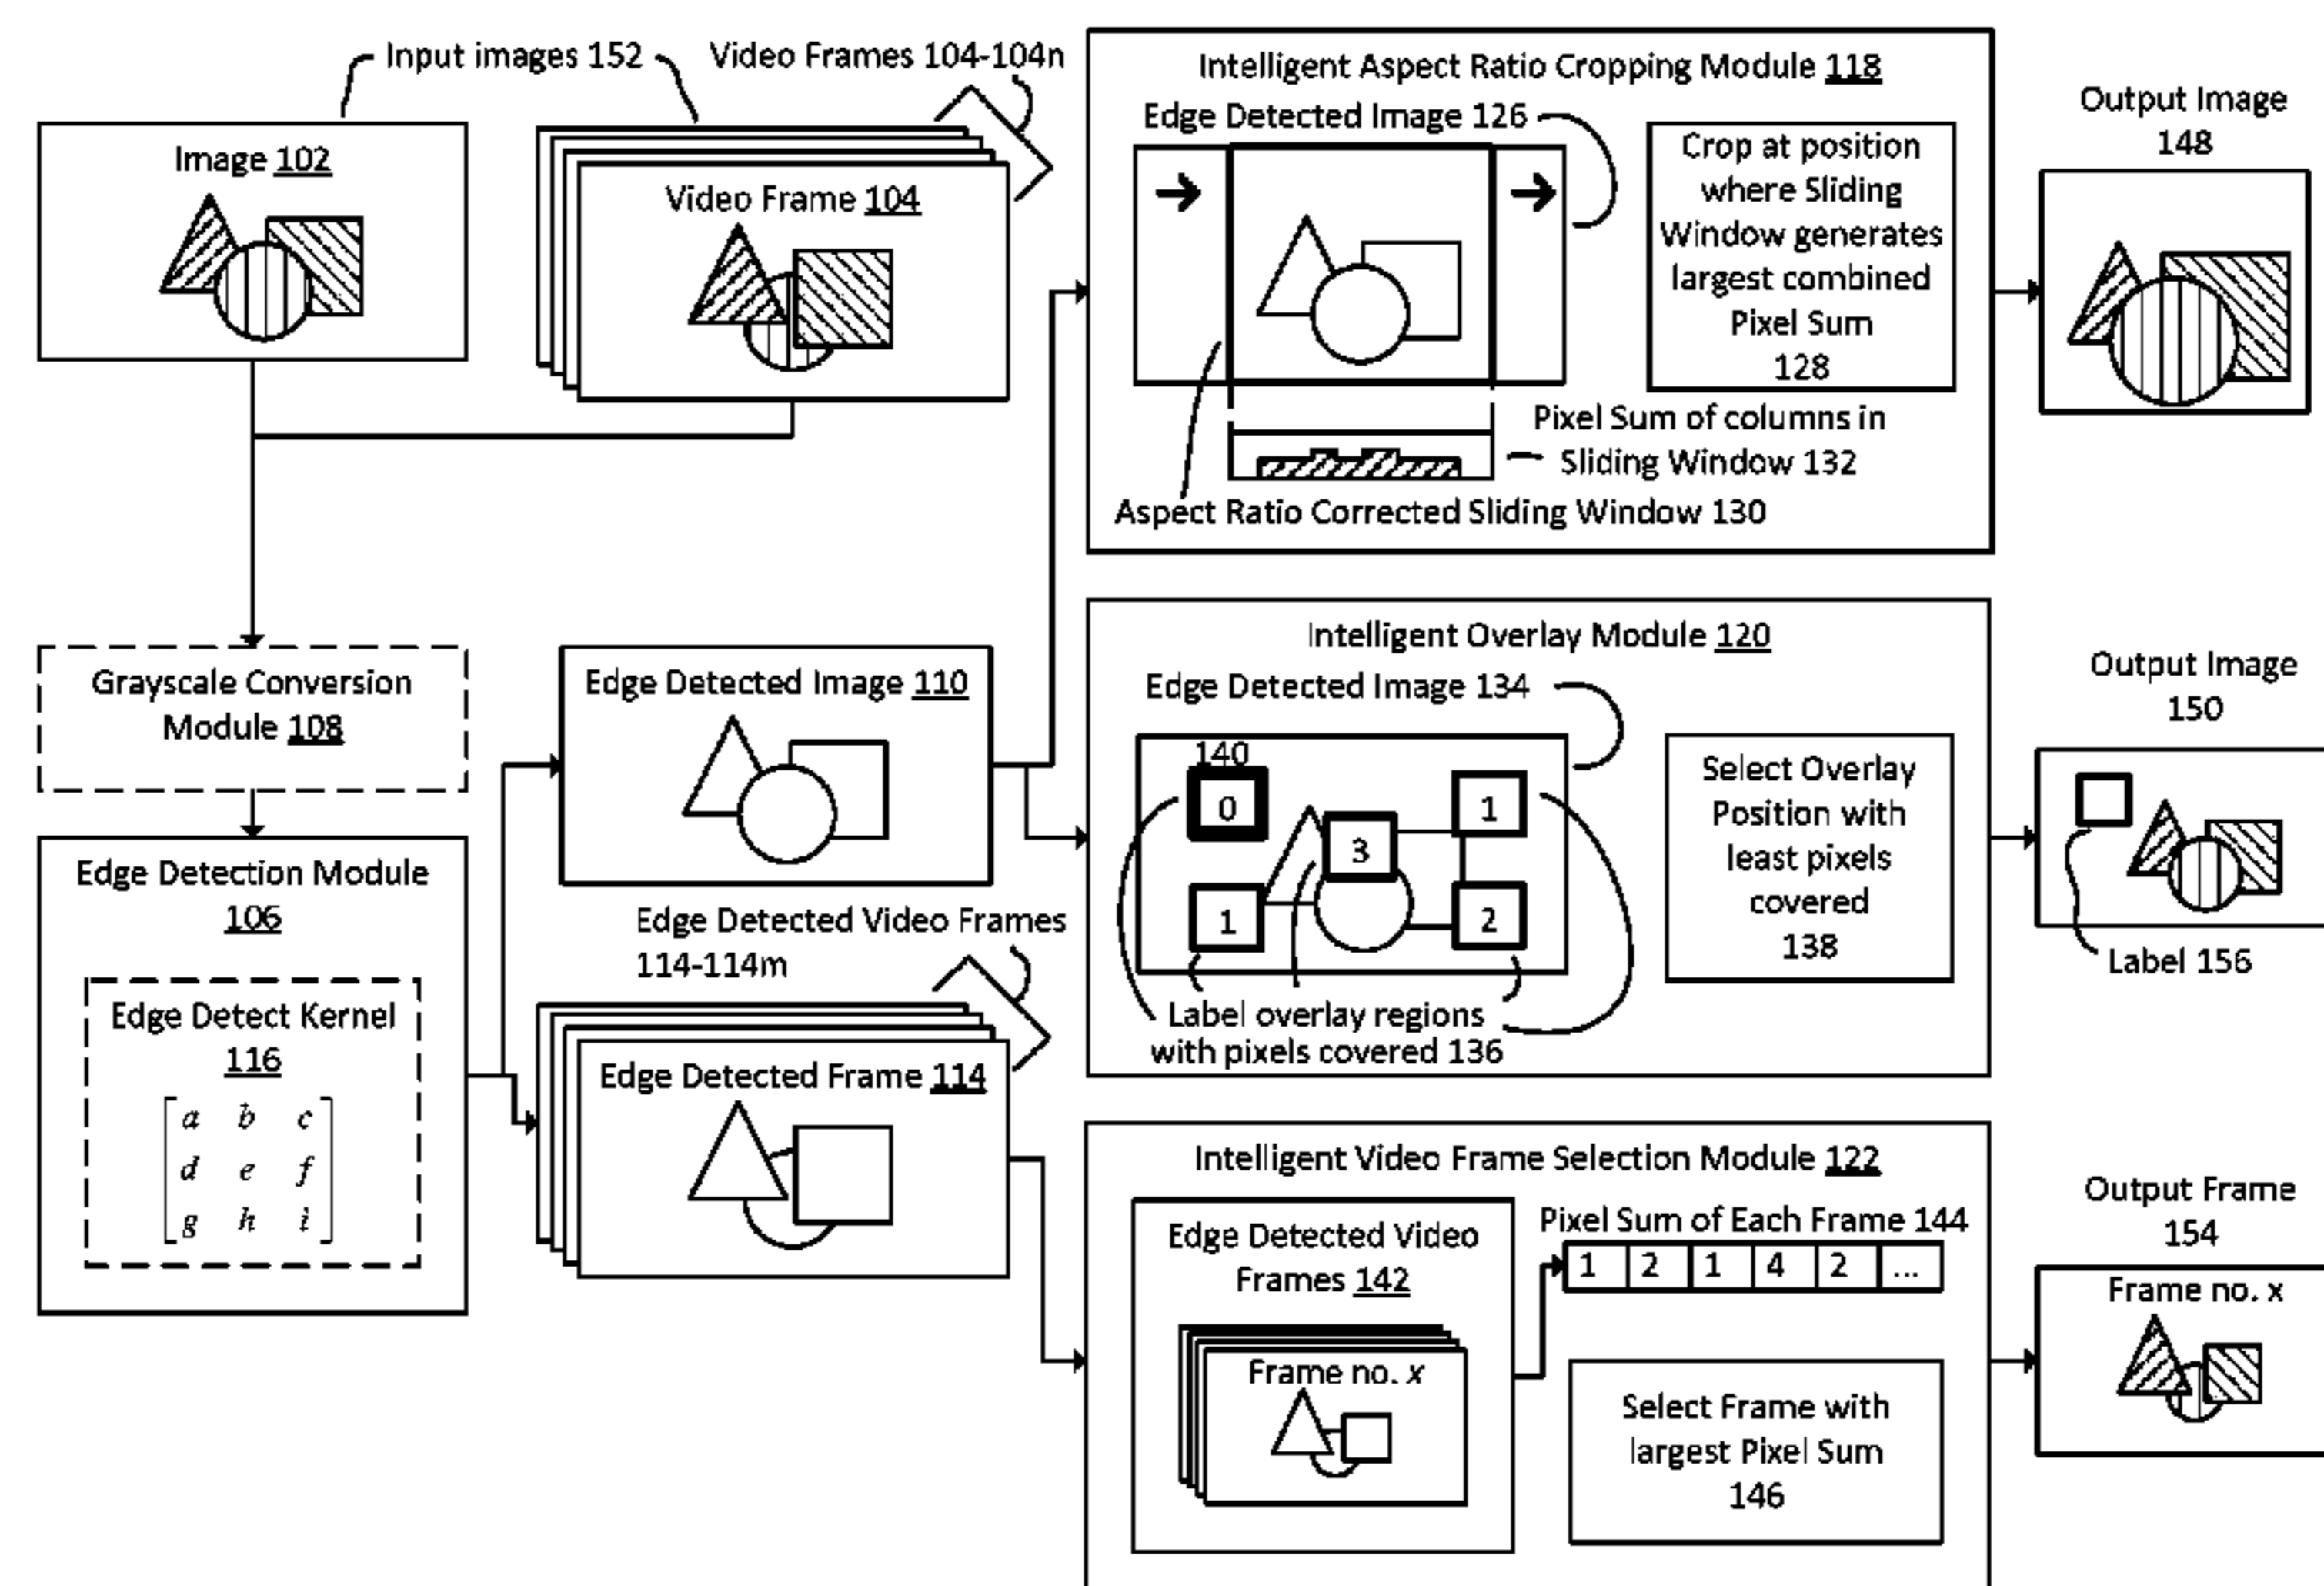 Input images 152
Video Frames 104-104n
Image 102
Video Frame 104
Intelligent Aspect Ratio Cropping Module 118
Edge Detected Image 126
Crop at position
where Sliding
Window generates
largest combined
Pixel Sum
128
Pixel Sum of columns in
Sliding Window 132
Aspect Ratio Corrected Sliding Window 130
Output Image
148
Grayscale Conversion
Module 108
Edge Detection Module
106
Edge Detect Kernel
116
a b c
d e f
g h i
Edge Detected Image 110
Edge Detected Video Frames
114-114m
Edge Detected Frame 114
Intelligent Overlay Module 120
Edge Detected Image 134
140
0
1
3
1
2
Label overlay regions
with pixels covered 136
Select Overlay
Position with
least pixels
covered
138
Output Image
150
Label 156
Intelligent Video Frame Selection Module 122
Edge Detected Video
Frames 142
Frame no. x
Pixel Sum of Each Frame 144
1 2 1 4 2 ...
Select Frame with
largest Pixel Sum
146
Output Frame
154
Frame no. x